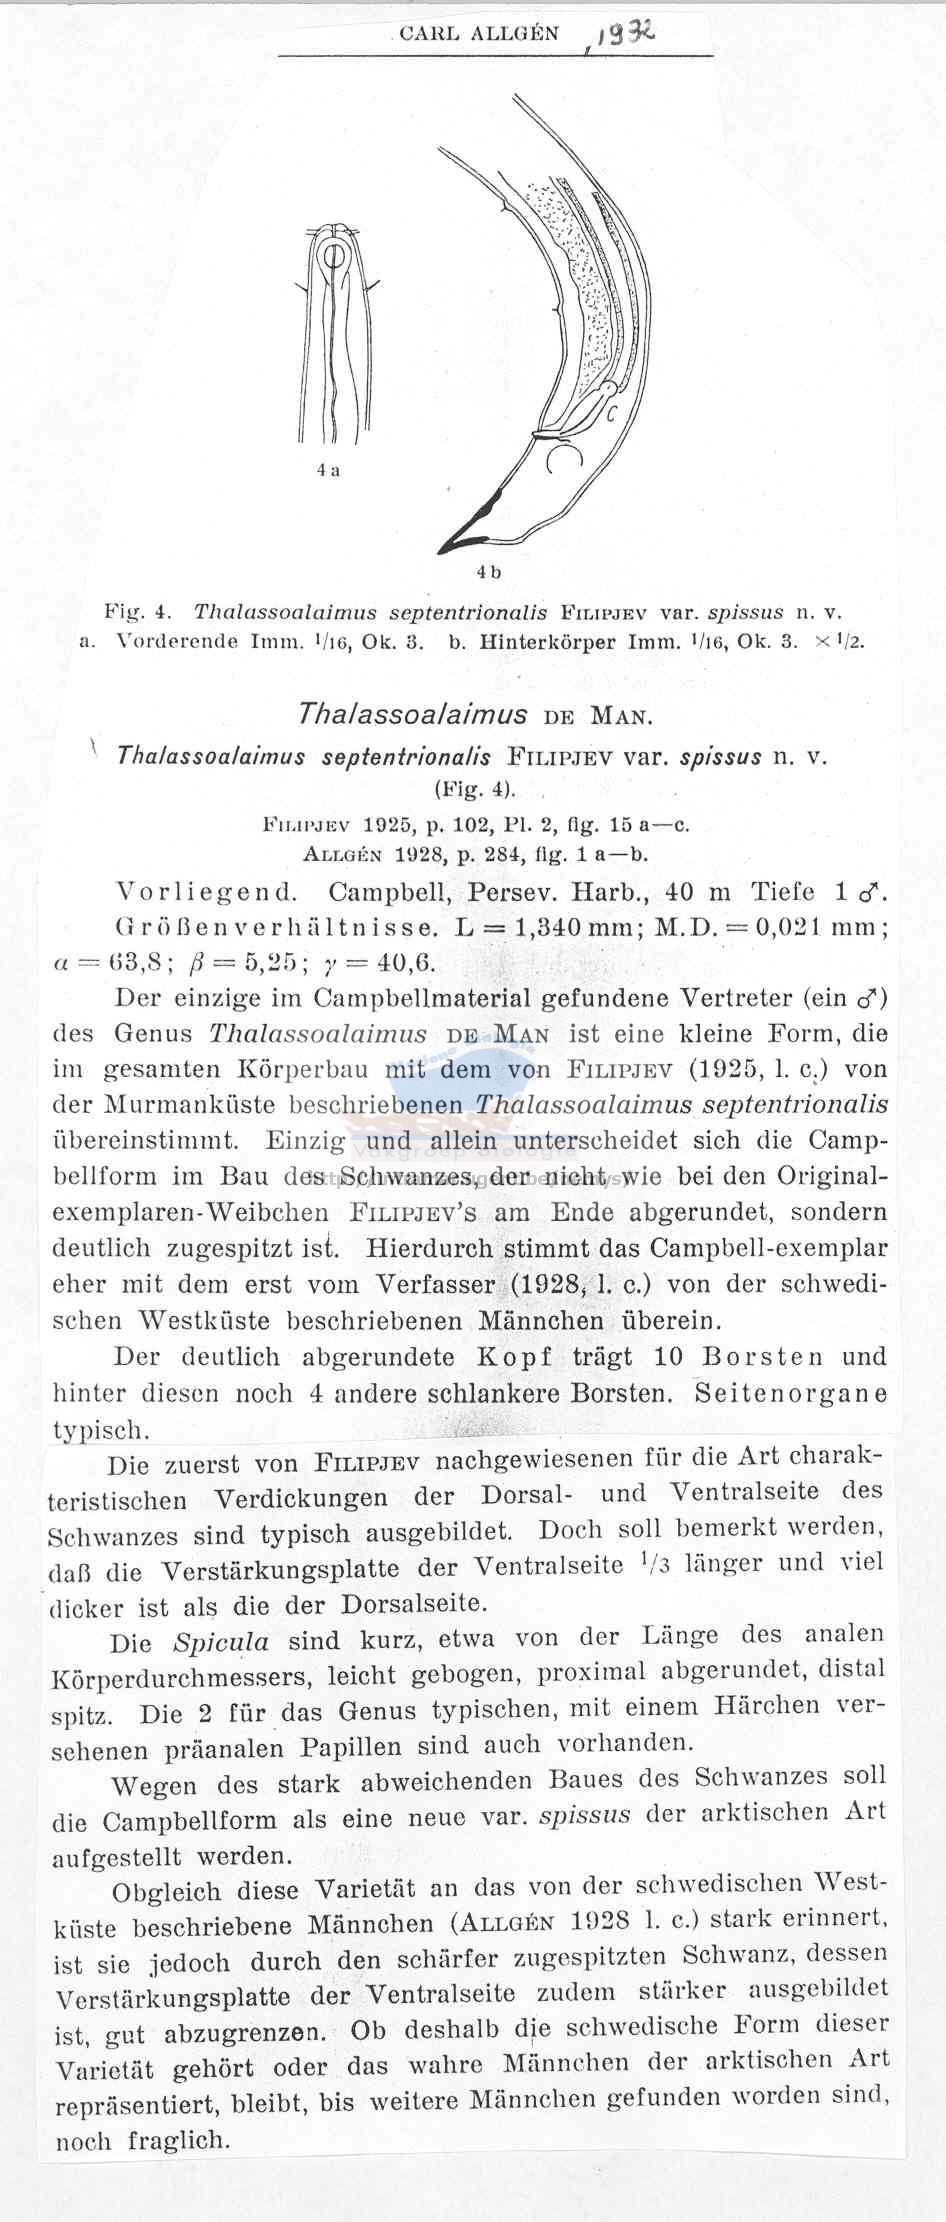 CARL ALLGÉN , 1932
4 a
4 b
Fig. 4. Thalassoalaimus septentrionalis FILIPJEV var. spissus n. v.
a. Vorderende Imm. 1/16, Ok. 3. b. Hinterkörper Imm. 1/16, Ok. 3. × 1/2.
Thalassoalaimus DE MAN.
Thalassoalaimus septentrionalis FILIPJEV var. spissus n. v.
(Fig. 4).
FILIPJEV 1925, p. 102, Pl. 2, fig. 15 a—c.
ALLGÉN 1928, p. 284, fig. 1 a—b.
Vorliegend. Campbell, Persev. Harb., 40 m Tiefe 1 ♂.
Größenverhältnisse. L = 1,340 mm; M.D. = 0,021 mm;
α = 63,8; β = 5,25; γ = 40,6.
Der einzige im Campbellmaterial gefundene Vertreter (ein ♂)
des Genus Thalassoalaimus DE MAN ist eine kleine Form, die
im gesamten Körperbau mit dem von FILIPJEV (1925, l. c.) von
der Murmanküste beschriebenen Thalassoalaimus septentrionalis
übereinstimmt. Einzig und allein unterscheidet sich die Camp-
bellform im Bau des Schwanzes, der nicht wie bei den Original-
exemplaren-Weibchen FILIPJEV'S am Ende abgerundet, sondern
deutlich zugespitzt ist. Hierdurch stimmt das Campbell-exemplar
eher mit dem erst vom Verfasser (1928, l. c.) von der schwedi-
schen Westküste beschriebenen Männchen überein.
Der deutlich abgerundete Kopf trägt 10 Borsten und
hinter diesen noch 4 andere schlankere Borsten. Seitenorgane
typisch.
Die zuerst von FILIPJEV nachgewiesenen für die Art charak-
teristischen Verdickungen der Dorsal- und Ventralseite des
Schwanzes sind typisch ausgebildet. Doch soll bemerkt werden,
daß die Verstärkungsplatte der Ventralseite 1/3 länger und viel
dicker ist als die der Dorsalseite.
Die Spicula sind kurz, etwa von der Länge des analen
Körperdurchmessers, leicht gebogen, proximal abgerundet, distal
spitz. Die 2 für das Genus typischen, mit einem Härchen ver-
sehenen präanalen Papillen sind auch vorhanden.
Wegen des stark abweichenden Baues des Schwanzes soll
die Campbellform als eine neue var. spissus der arktischen Art
aufgestellt werden.
Obgleich diese Varietät an das von der schwedischen West-
küste beschriebene Männchen (ALLGÉN 1928 l. c.) stark erinnert,
ist sie jedoch durch den schärfer zugespitzten Schwanz, dessen
Verstärkungsplatte der Ventralseite zudem stärker ausgebildet
ist, gut abzugrenzen. Ob deshalb die schwedische Form dieser
Varietät gehört oder das wahre Männchen der arktischen Art
repräsentiert, bleibt, bis weitere Männchen gefunden worden sind,
noch fraglich.